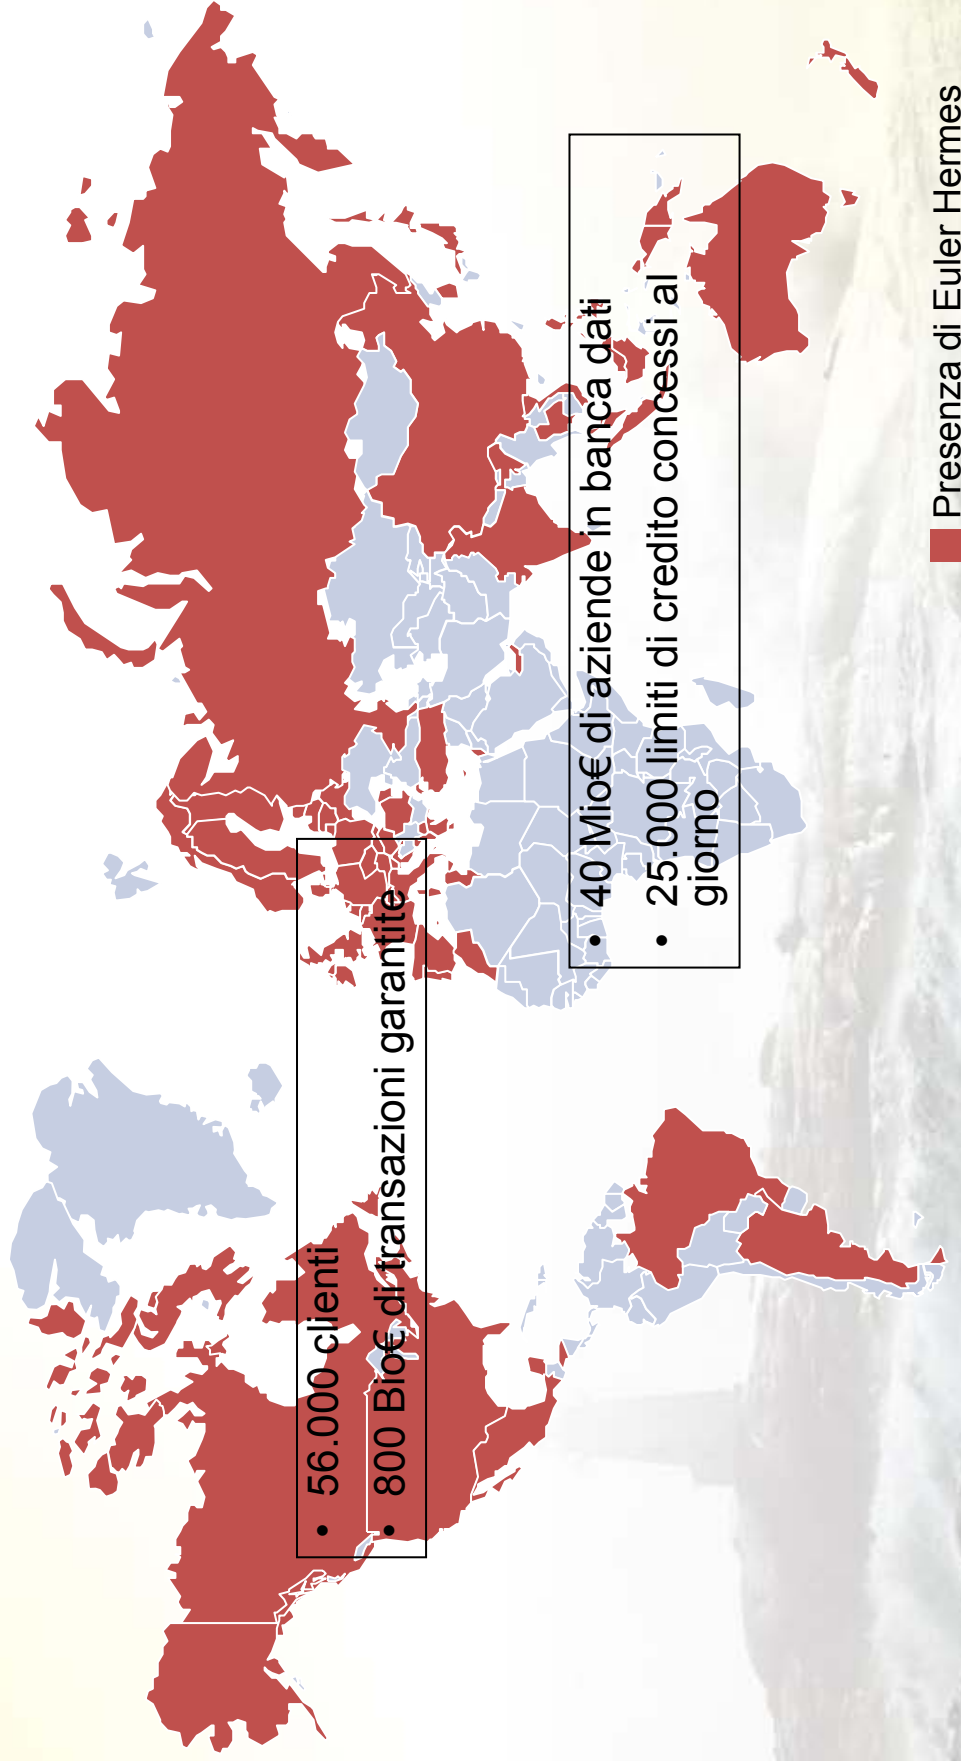 • 56.000 clienti
• 800 Bio€ di transazioni garantite
• 40 Mio€ di aziende in banca dati
• 25.000 limiti di credito concessi al
giorno
Presenza di Euler Hermes